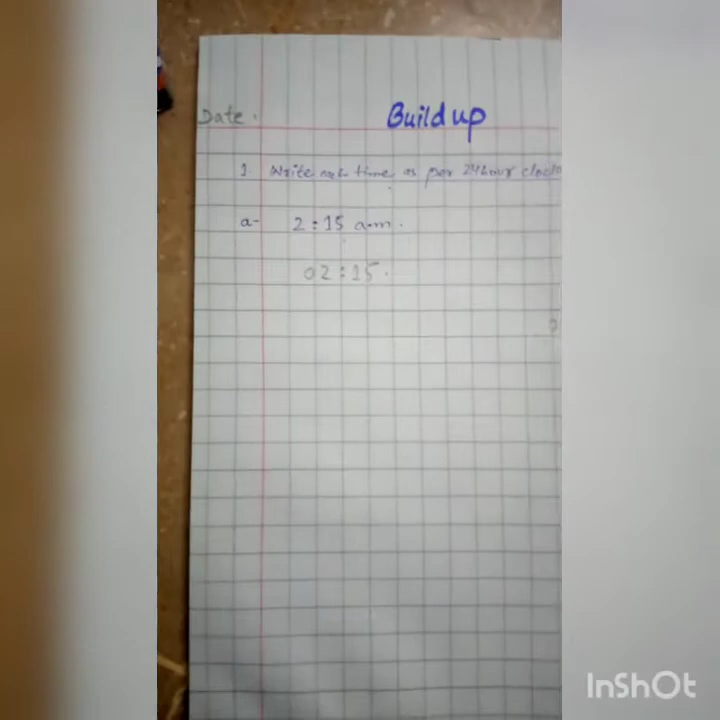 Date.
Build up
1. Write the time as per 24 hour clock
a- 2:15 a.m.
02:15.
InShOt